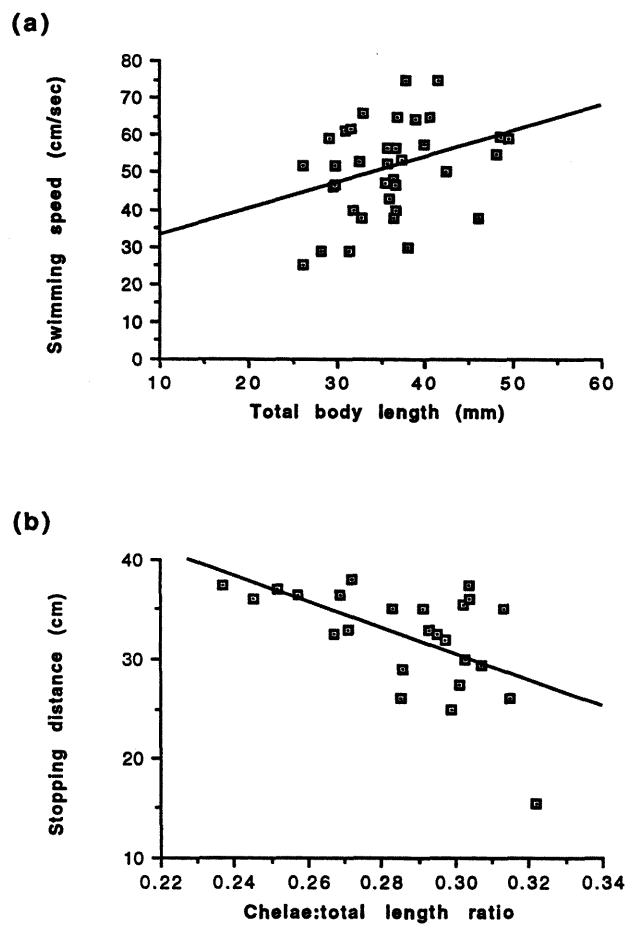 (a)
Swimming speed (cm/sec)
80
70
60
50
40
30
20
10
0
10 20 30 40 50 60
Total body length (mm)
(b)
Stopping distance (cm)
40
30
20
10
0.22 0.24 0.26 0.28 0.30 0.32 0.34
Chelae:total length ratio